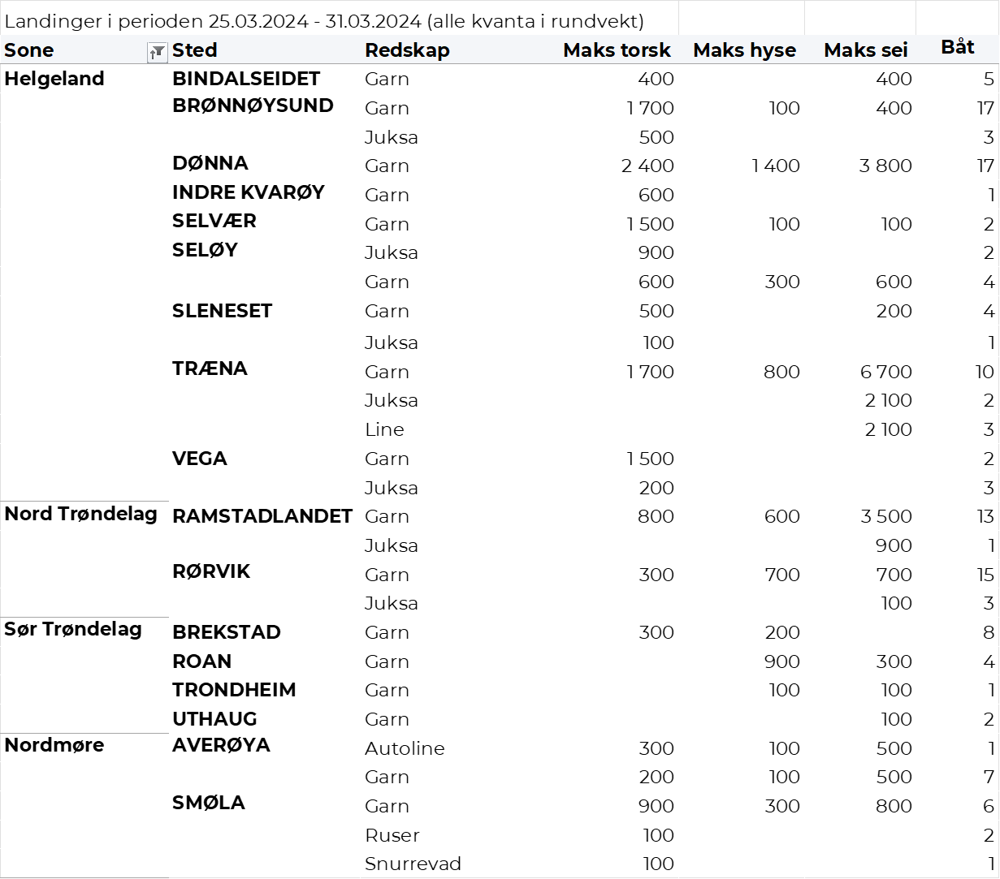 Landinger i perioden 25.03.2024 - 31.03.2024 (alle kvanta i rundvekt)
Sone Sted Redskap Maks torsk Maks hyse Maks sei Båt
Helgeland BINDALSEIDET Garn 400 400 5
BRØNNØYSUND Garn 1 700 100 400 17
Juksa 500 3
DØNNA Garn 2 400 1 400 3 800 17
INDRE KVARØY Garn 600 1
SELVÆR Garn 1 500 100 100 2
SELØY Juksa 900 2
Garn 600 300 600 4
SLENESET Garn 500 200 4
Juksa 100 1
TRÆNA Garn 1 700 800 6 700 10
Juksa 2 100 2
Line 2 100 3
VEGA Garn 1 500 2
Juksa 200 3
Nord Trøndelag RAMSTADLANDET Garn 800 600 3 500 13
Juksa 900 1
RØRVIK Garn 300 700 700 15
Juksa 100 3
Sør Trøndelag BREKSTAD Garn 300 200 8
ROAN Garn 900 300 4
TRONDHEIM Garn 100 100 1
UTHAUG Garn 100 2
Nordmøre AVERØYA Autoline 300 100 500 1
Garn 200 100 500 7
SMØLA Garn 900 300 800 6
Ruser 100 2
Snurrevad 100 1